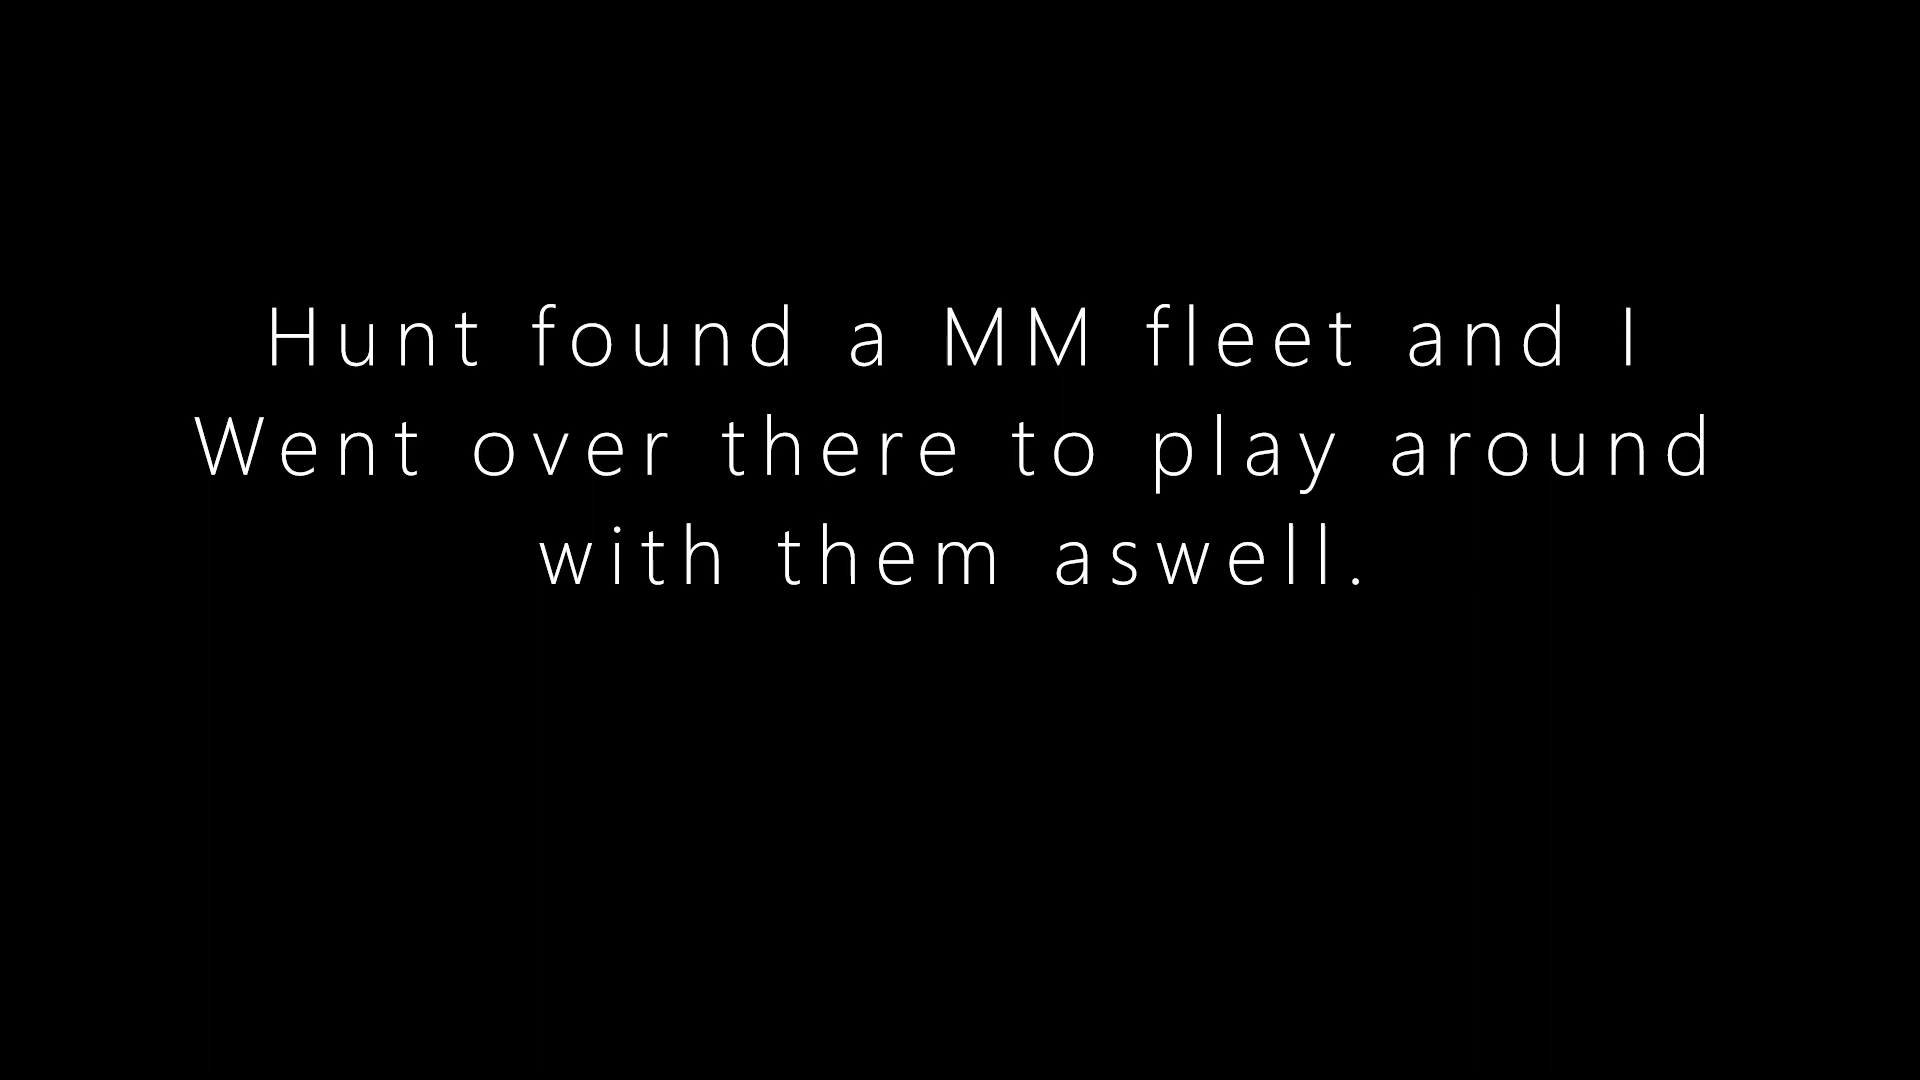 Hunt found a MM fleet and I
Went over there to play around
with them aswell.